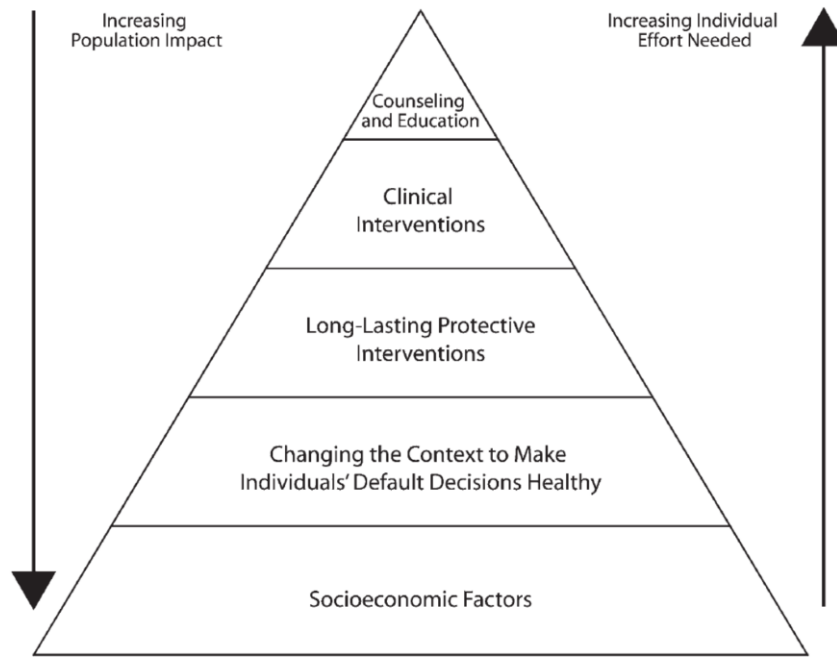 Increasing
Population Impact
Increasing Individual
Effort Needed
Counseling
and Education
Clinical
Interventions
Long-Lasting Protective
Interventions
Changing the Context to Make
Individuals' Default Decisions Healthy
Socioeconomic Factors